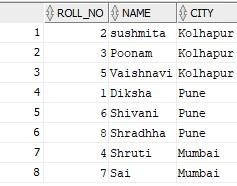 ROLL_NO NAME CITY
1 2 sushmita Kolhapur
2 3 Poonam Kolhapur
3 5 Vaishnavi Kolhapur
4 1 Diksha Pune
5 6 Shivani Pune
6 8 Shradhha Pune
7 4 Shruti Mumbai
8 7 Sai Mumbai